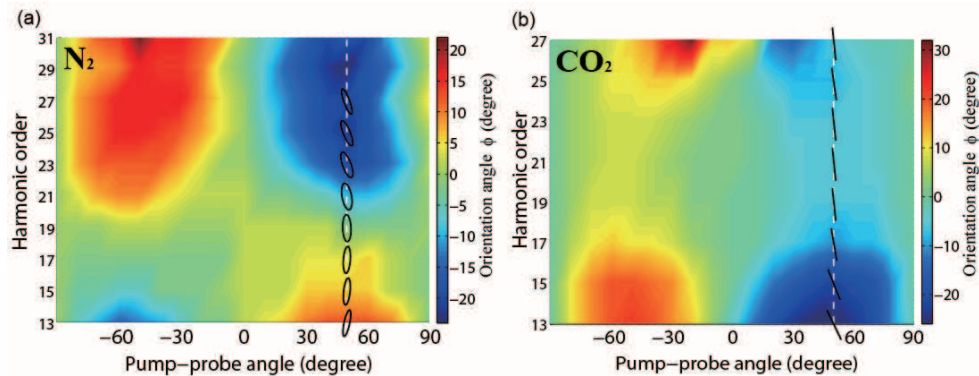 (a)
N2
Harmonic order
31
29
27
25
23
21
19
17
15
13
−60 −30 0 30 60 90
Pump−probe angle (degree)
20
15
10
5
0
−5
−10
−15
−20
Orientation angle ϕ (degree)
(b)
CO2
Harmonic order
27
25
23
21
19
17
15
13
−60 −30 0 30 60 90
Pump−probe angle (degree)
30
20
10
0
−10
−20
Orientation angle ϕ (degree)